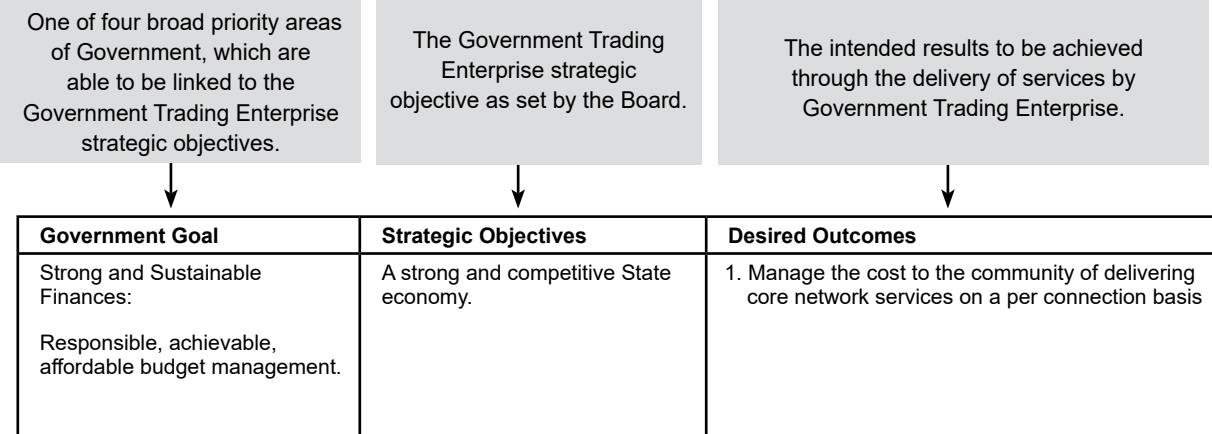 One of four broad priority areas
of Government, which are
able to be linked to the
Government Trading Enterprise
strategic objectives.
The Government Trading
Enterprise strategic
objective as set by the Board.
The intended results to be achieved
through the delivery of services by
Government Trading Enterprise.
Government Goal
Strategic Objectives
Desired Outcomes
Strong and Sustainable
Finances:
Responsible, achievable,
affordable budget management.
A strong and competitive State
economy.
1. Manage the cost to the community of delivering
core network services on a per connection basis